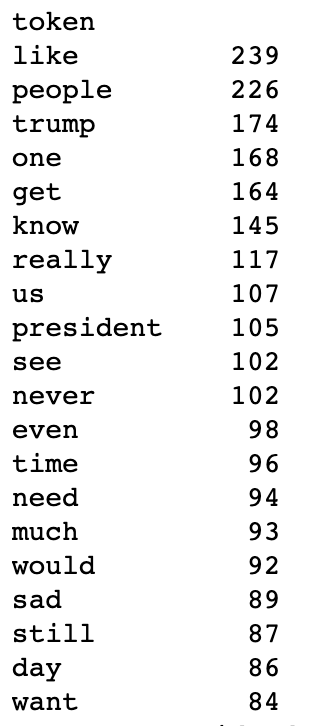 token
like 239
people 226
trump 174
one 168
get 164
know 145
really 117
us 107
president 105
see 102
never 102
even 98
time 96
need 94
much 93
would 92
sad 89
still 87
day 86
want 84